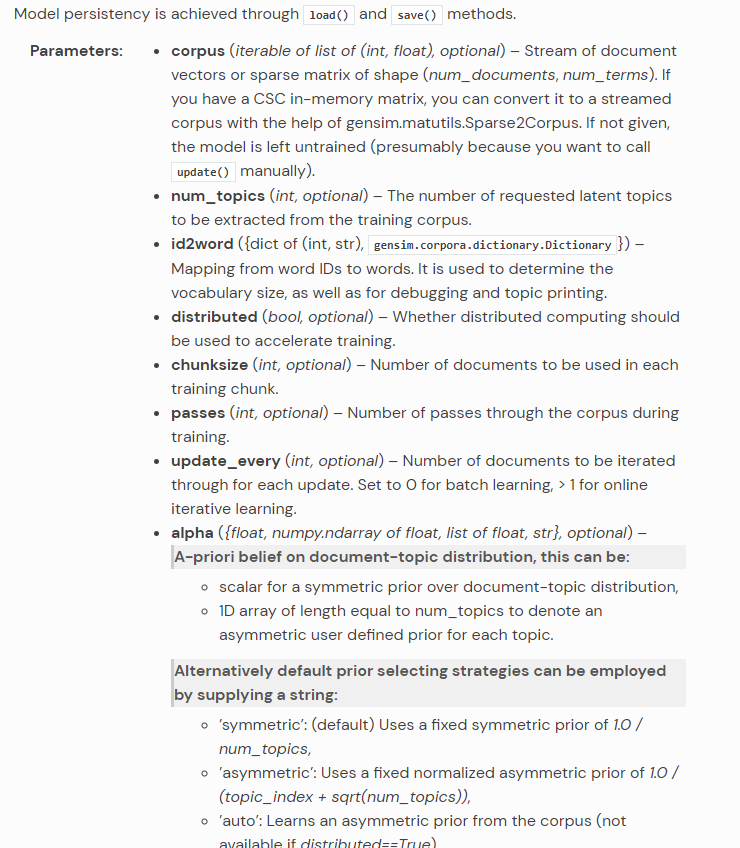 Model persistency is achieved through load() and save() methods.
Parameters:
• corpus (iterable of list of (int, float), optional) – Stream of document
vectors or sparse matrix of shape (num_documents, num_terms). If
you have a CSC in-memory matrix, you can convert it to a streamed
corpus with the help of gensim.matutils.Sparse2Corpus. If not given,
the model is left untrained (presumably because you want to call
update() manually).
• num_topics (int, optional) – The number of requested latent topics
to be extracted from the training corpus.
• id2word ({dict of (int, str), gensim.corpora.dictionary.Dictionary}) –
Mapping from word IDs to words. It is used to determine the
vocabulary size, as well as for debugging and topic printing.
• distributed (bool, optional) – Whether distributed computing should
be used to accelerate training.
• chunksize (int, optional) – Number of documents to be used in each
training chunk.
• passes (int, optional) – Number of passes through the corpus during
training.
• update_every (int, optional) – Number of documents to be iterated
through for each update. Set to 0 for batch learning, > 1 for online
iterative learning.
• alpha ({float, numpy.ndarray of float, list of float, str}, optional) –
A-priori belief on document-topic distribution, this can be:
◦ scalar for a symmetric prior over document-topic distribution,
◦ 1D array of length equal to num_topics to denote an
asymmetric user defined prior for each topic.
Alternatively default prior selecting strategies can be employed
by supplying a string:
◦ ’symmetric’: (default) Uses a fixed symmetric prior of 1.0 /
num_topics,
◦ ’asymmetric’: Uses a fixed normalized asymmetric prior of 1.0 /
(topic_index + sqrt(num_topics)),
◦ ’auto’: Learns an asymmetric prior from the corpus (not
available if distributed==True)